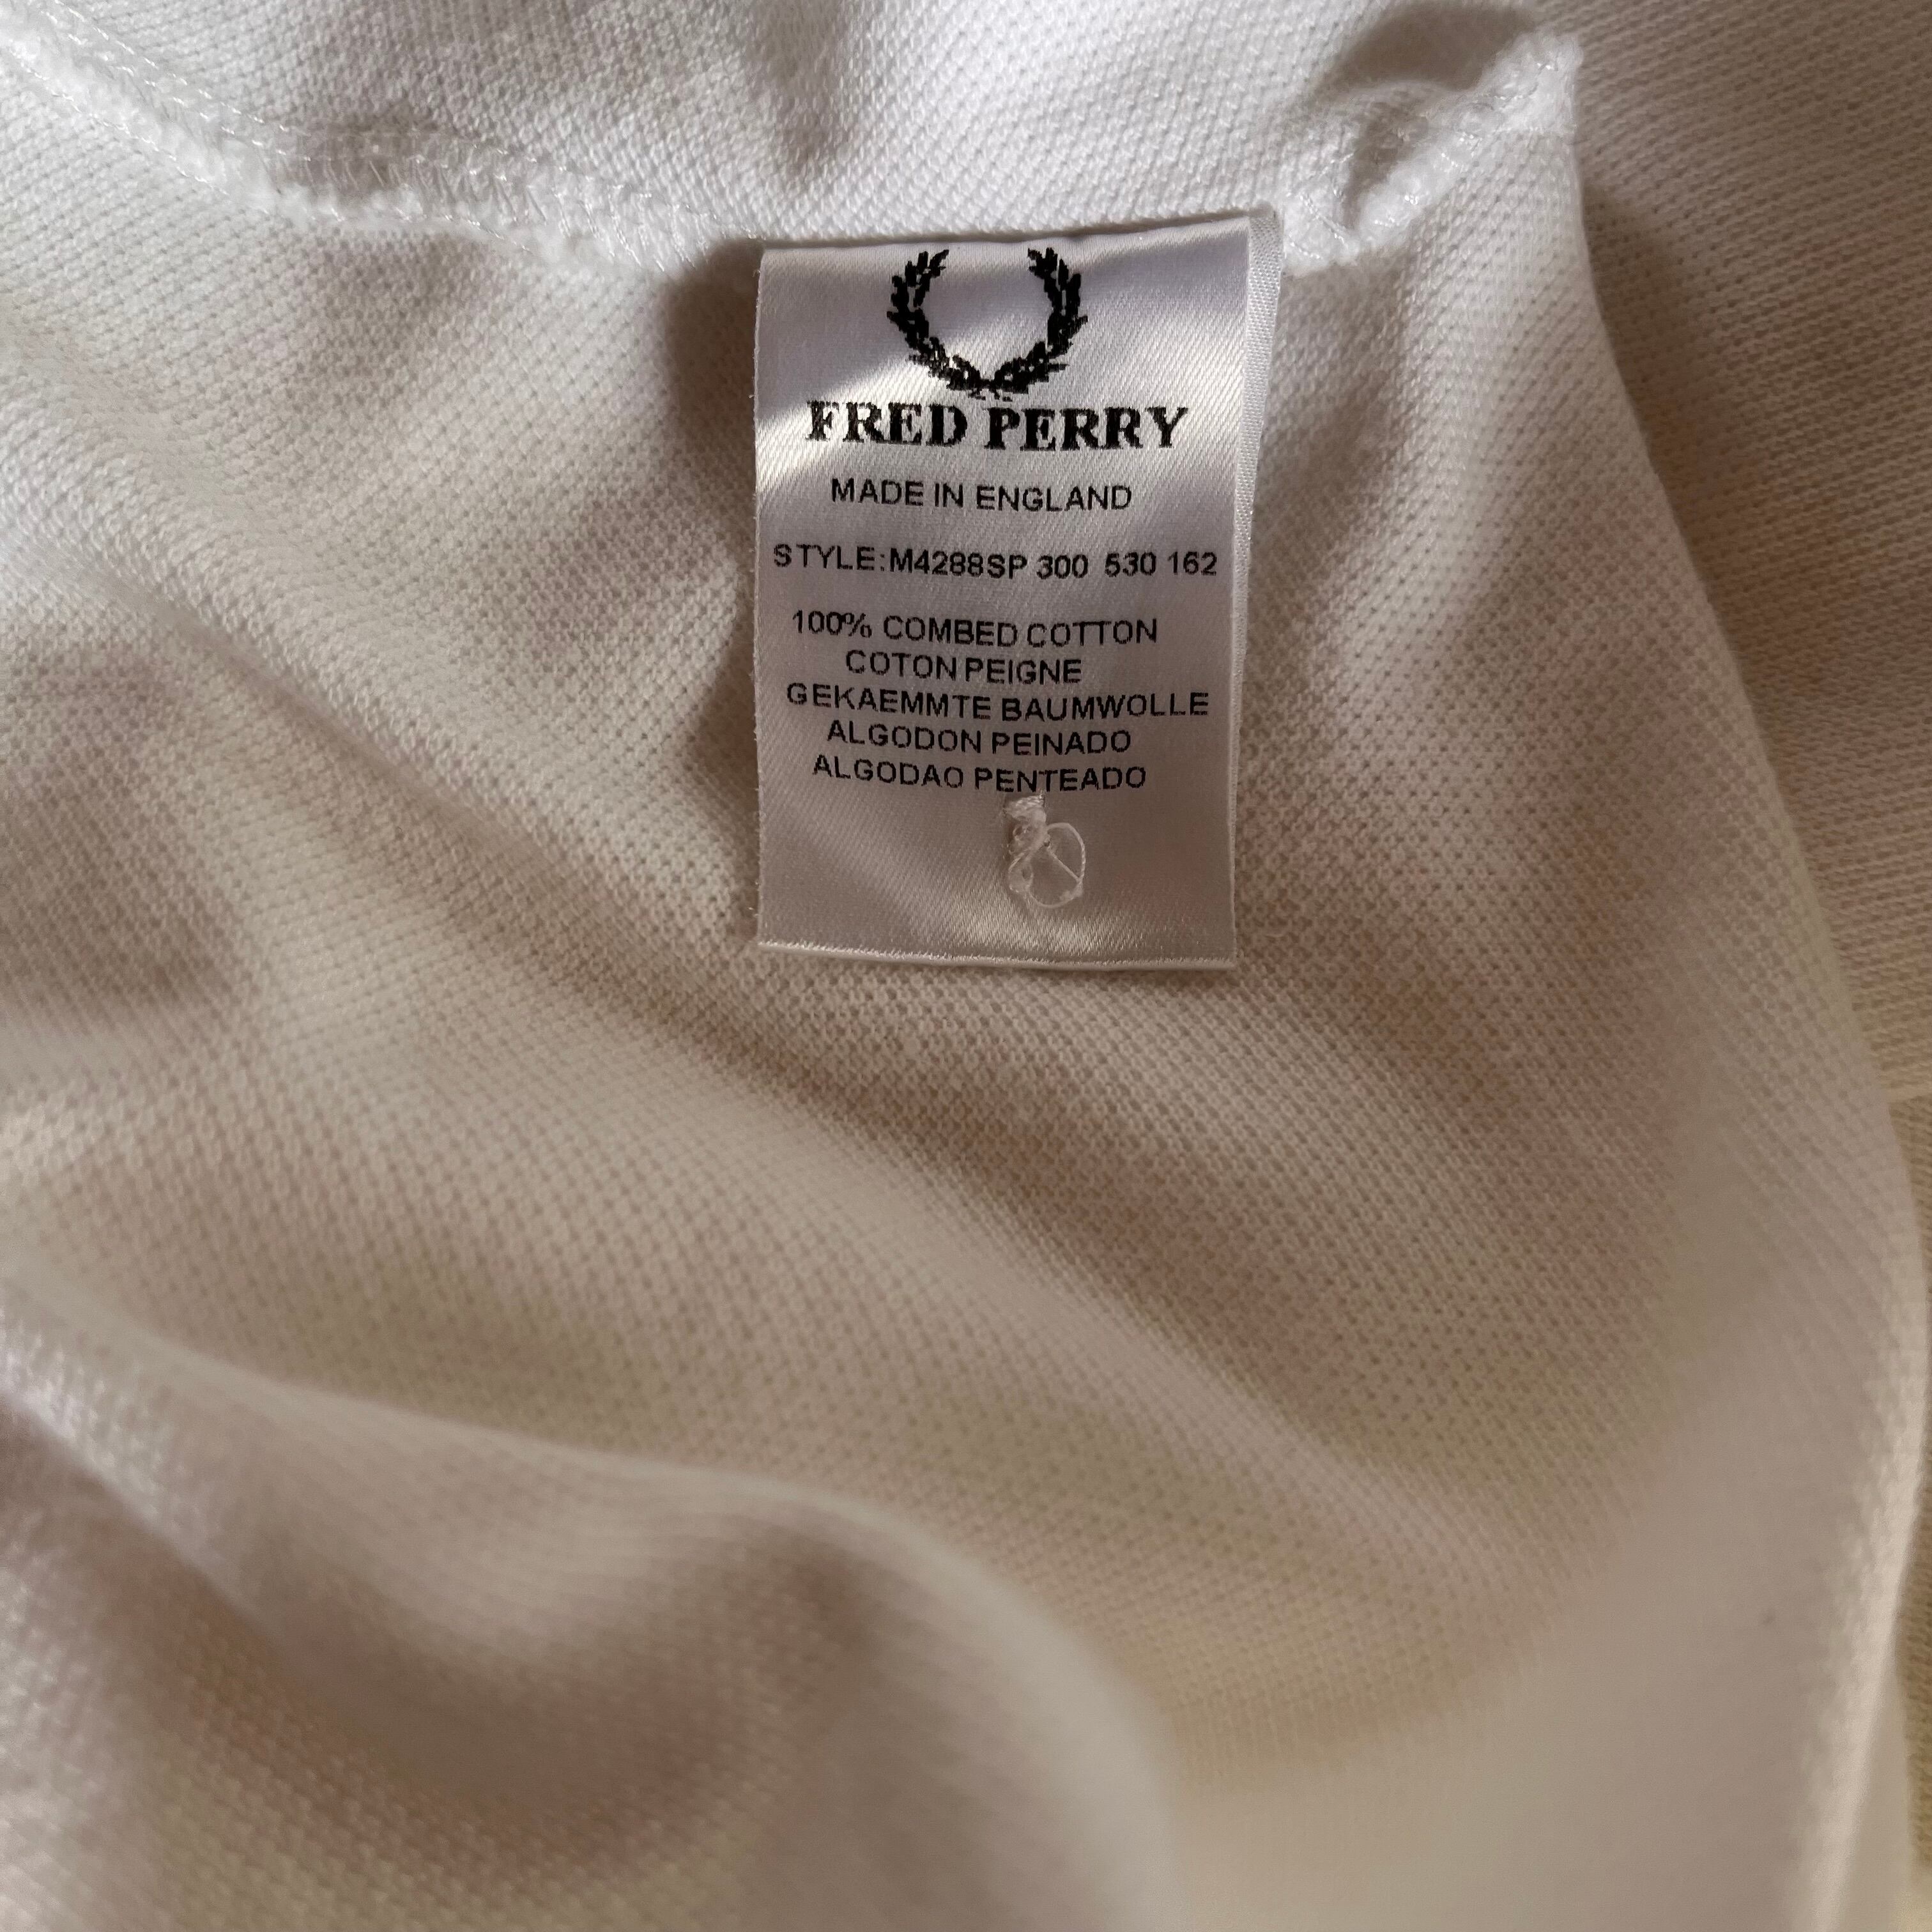 FRED PERRY
MADE IN ENGLAND
STYLE:M4288SP 300 530 162
100% COMBED COTTON
COTON PEIGNE
GEKAEMMTE BAUMWOLLE
ALGODON PEINADO
ALGODAO PENTEADO